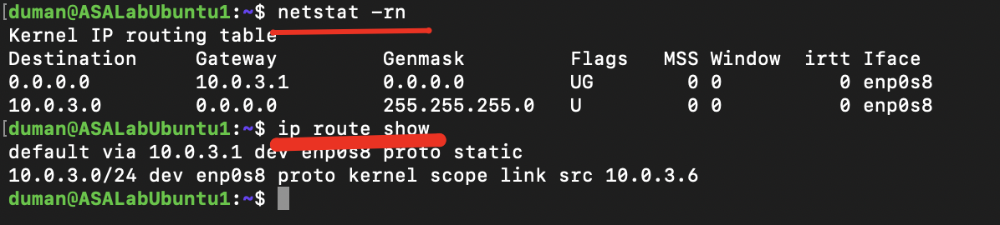 [duman@ASALabUbuntu1:~$ netstat -rn
Kernel IP routing table
Destination     Gateway         Genmask         Flags   MSS Window  irtt Iface
0.0.0.0         10.0.3.1        0.0.0.0         UG        0 0          0 enp0s8
10.0.3.0        0.0.0.0         255.255.255.0   U         0 0          0 enp0s8
[duman@ASALabUbuntu1:~$ ip route show
default via 10.0.3.1 dev enp0s8 proto static
10.0.3.0/24 dev enp0s8 proto kernel scope link src 10.0.3.6
duman@ASALabUbuntu1:~$